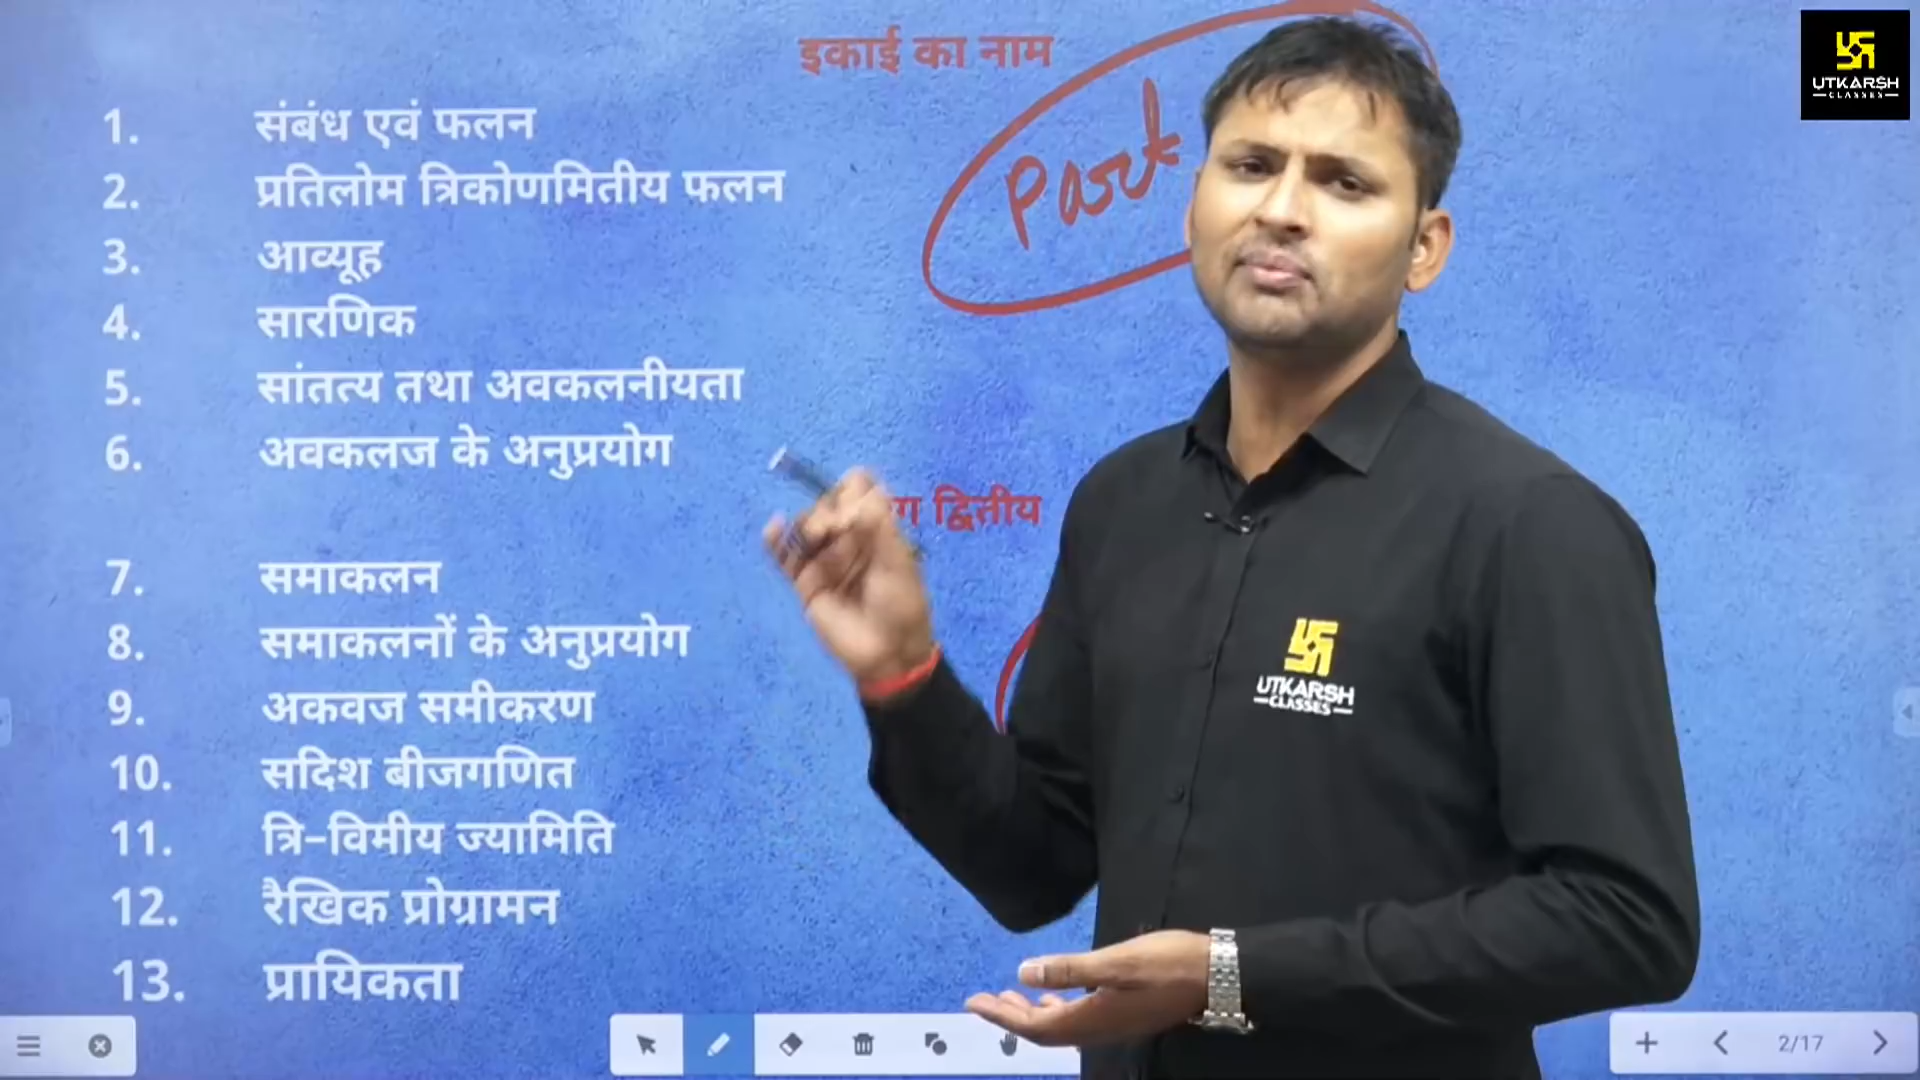 इकाई का नाम
UTKARSH
CLASSES
Part
1. संबंध एवं फलन
2. प्रतिलोम त्रिकोणमितीय फलन
3. आव्यूह
4. सारणिक
5. सांतत्य तथा अवकलनीयता
6. अवकलज के अनुप्रयोग
द्वितीय
7. समाकलन
8. समाकलनों के अनुप्रयोग
9. अकवज समीकरण
10. सदिश बीजगणित
11. त्रि-विमीय ज्यामिति
12. रैखिक प्रोग्रामन
13. प्रायिकता
UTKARSH
CLASSES
2/17